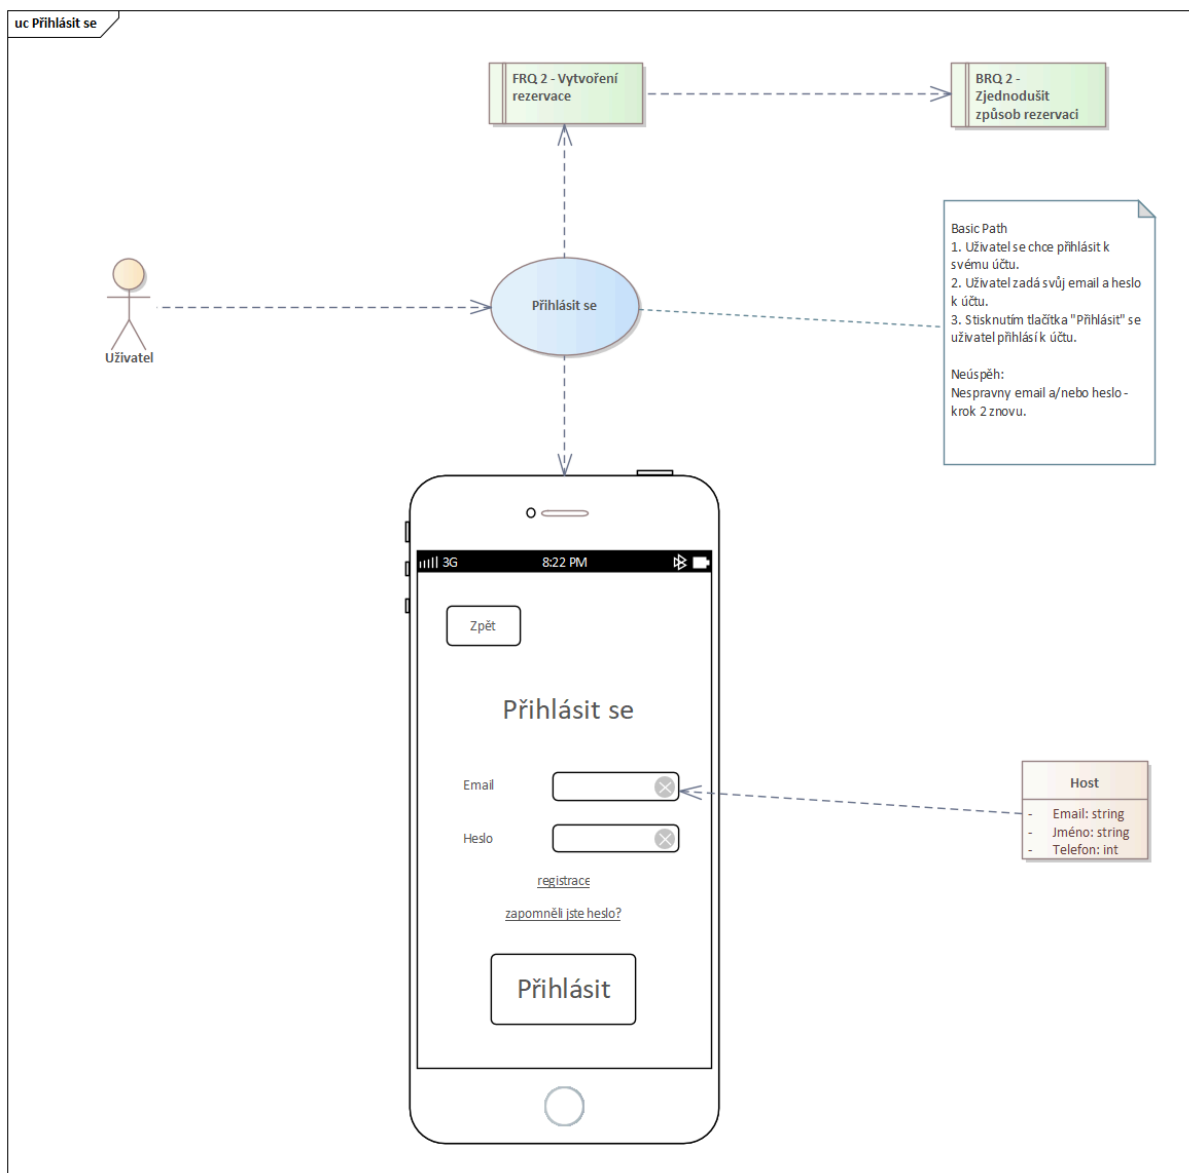 uc Přihlásit se
FRQ 2 - Vytvoření
rezervace
BRQ 2 -
Zjednodušit
způsob rezervaci
Basic Path
1. Uživatel se chce přihlásit k
svému účtu.
2. Uživatel zadá svůj email a heslo
k účtu.
3. Stisknutím tlačítka "Přihlásit" se
uživatel přihlásí k účtu.
Neúspěh:
Nespravny email a/nebo heslo -
krok 2 znovu.
Přihlásit se
Uživatel
3G
8:22 PM
Zpět
Přihlásit se
Email
Heslo
registrace
zapomněli jste heslo?
Přihlásit
Host
- Email: string
- Jméno: string
- Telefon: int